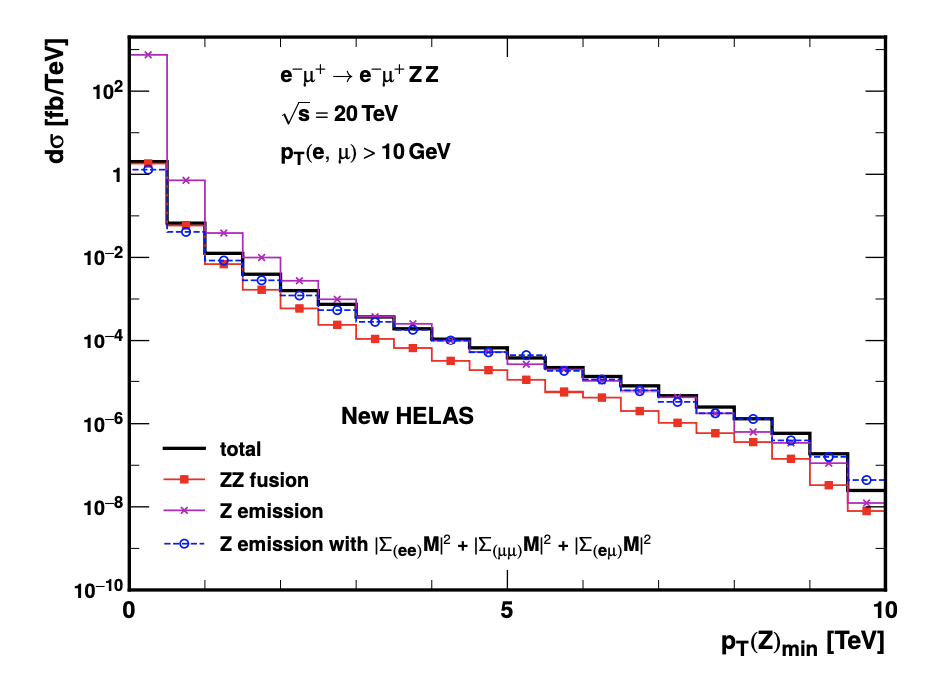 dσ [fb/TeV]
e⁻μ⁺ → e⁻μ⁺ Z Z
√s = 20 TeV
p_T(e, μ) > 10 GeV
10²
1
10⁻²
10⁻⁴
10⁻⁶
10⁻⁸
10⁻¹⁰
New HELAS
total
ZZ fusion
Z emission
Z emission with |Σ_(ee)M|² + |Σ_(μμ)M|² + |Σ_(eμ)M|²
0 5 10
p_T(Z)_min [TeV]